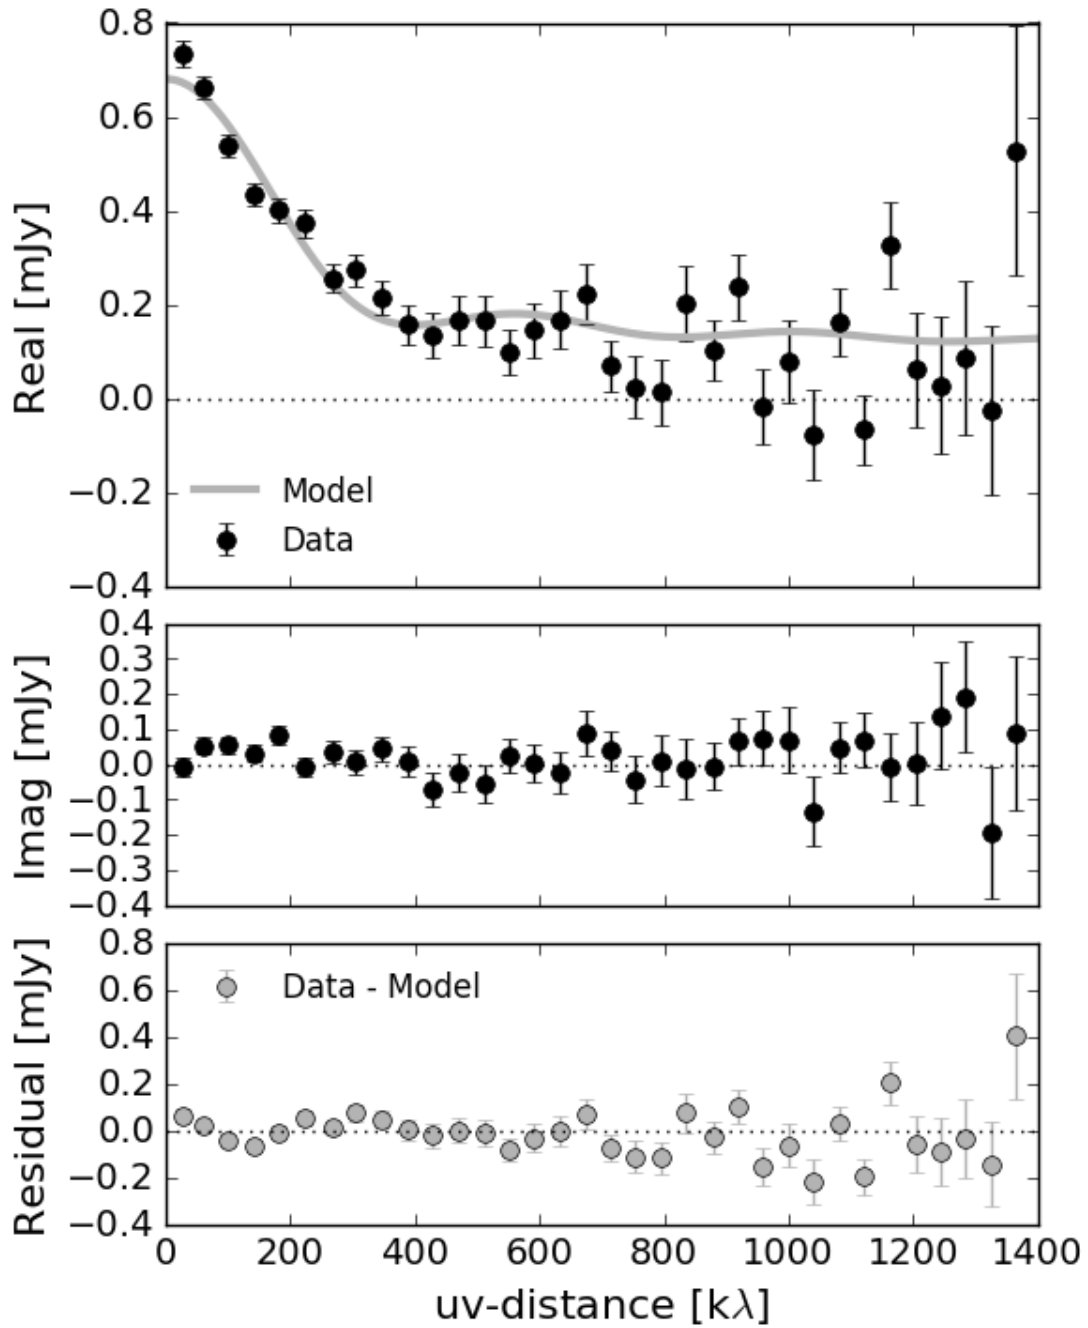 0.8
0.6
0.4
0.2
0.0
−0.2
−0.4
Real [mJy]
Model
Data
0.4
0.3
0.2
0.1
0.0
−0.1
−0.2
−0.3
−0.4
Imag [mJy]
0.8
0.6
0.4
0.2
0.0
−0.2
−0.4
Residual [mJy]
Data - Model
0 200 400 600 800 1000 1200 1400
uv-distance [kλ]